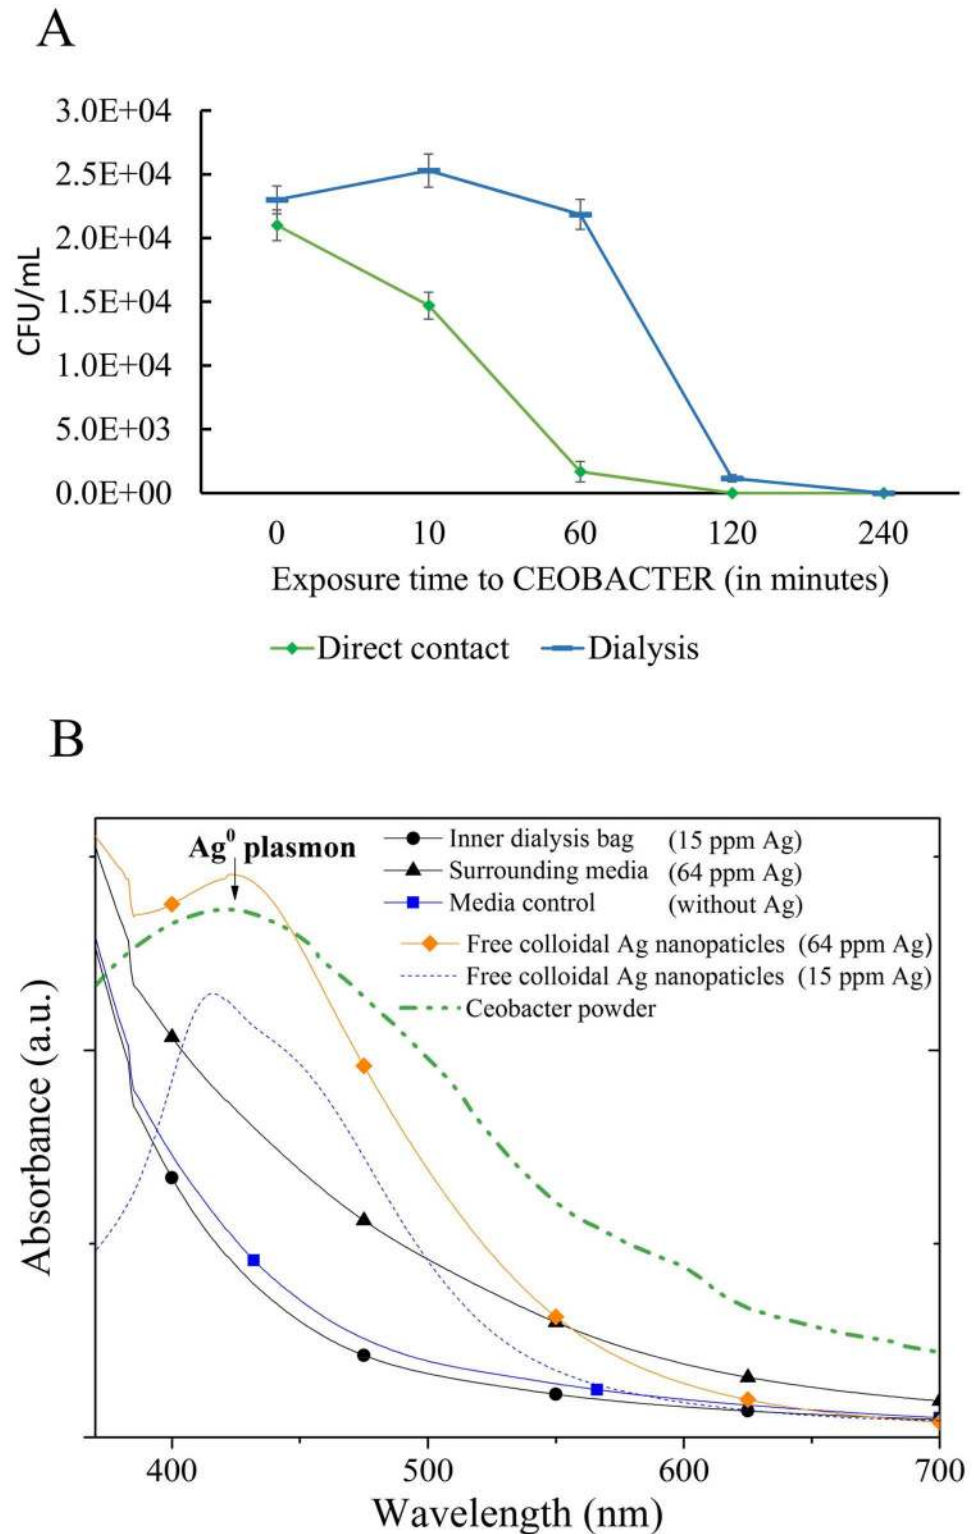 A
3.0E+04
2.5E+04
2.0E+04
1.5E+04
1.0E+04
5.0E+03
0.0E+00
CFU/mL
0 10 60 120 240
Exposure time to CEOBACTER (in minutes)
Direct contact Dialysis
B
Ag0 plasmon
Inner dialysis bag (15 ppm Ag)
Surrounding media (64 ppm Ag)
Media control (without Ag)
Free colloidal Ag nanopaticles (64 ppm Ag)
Free colloidal Ag nanopaticles (15 ppm Ag)
Ceobacter powder
Absorbance (a.u.)
400 500 600 700
Wavelength (nm)